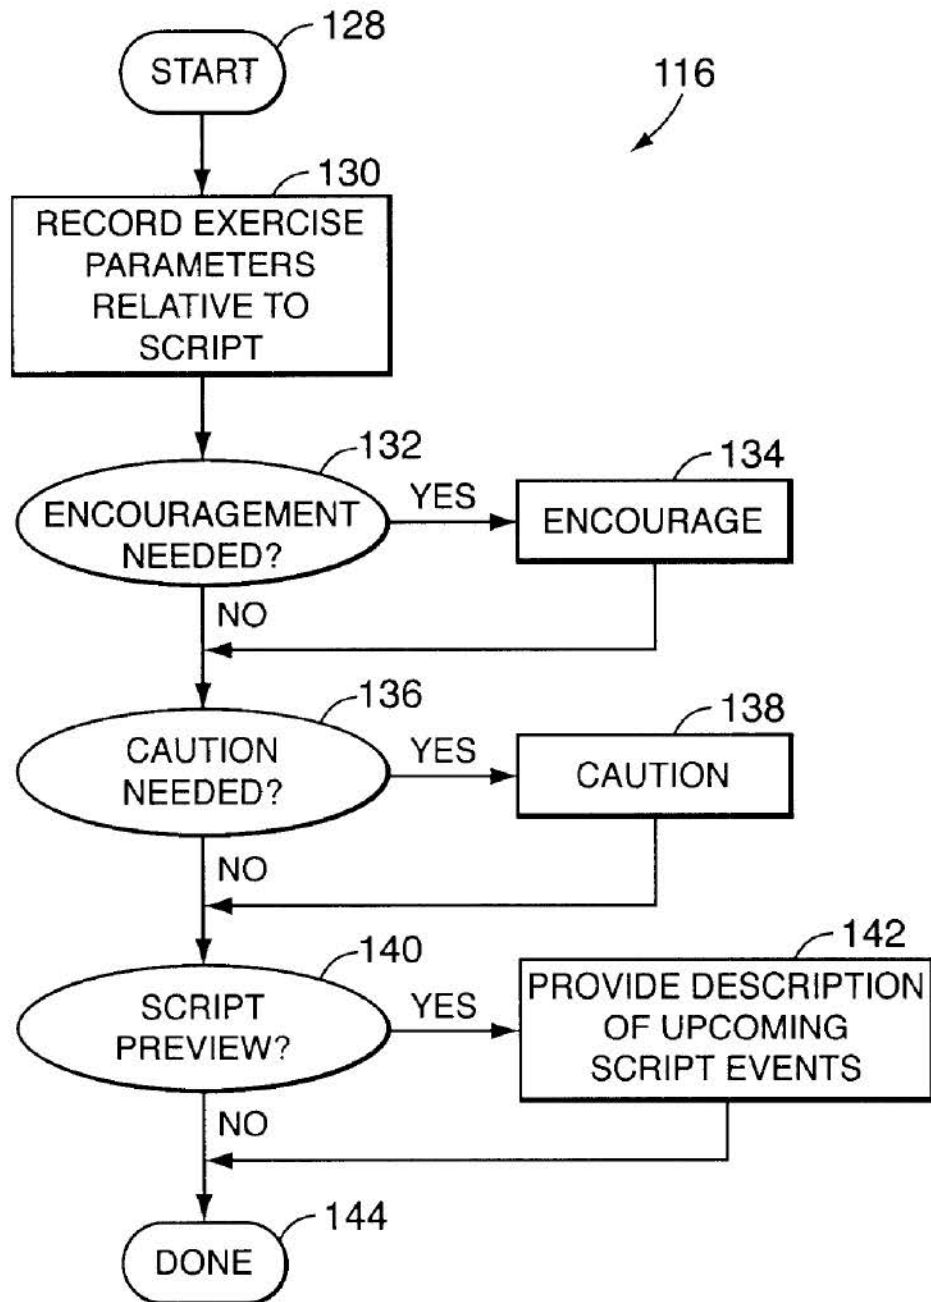 128
START
116
130
RECORD EXERCISE
PARAMETERS
RELATIVE TO
SCRIPT
132
ENCOURAGEMENT
NEEDED?
YES
134
ENCOURAGE
NO
136
CAUTION
NEEDED?
YES
138
CAUTION
NO
140
SCRIPT
PREVIEW?
YES
142
PROVIDE DESCRIPTION
OF UPCOMING
SCRIPT EVENTS
NO
144
DONE